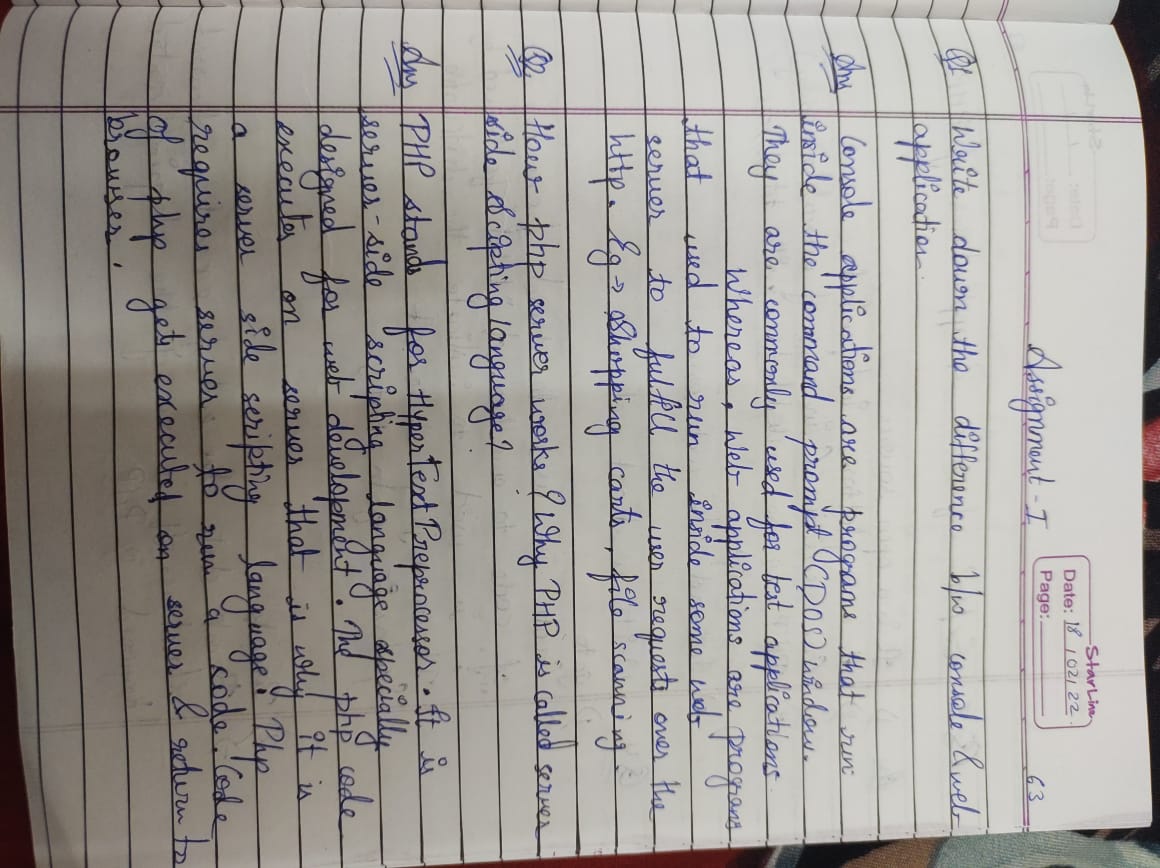 StarLine
Date: 18/02/22
Page:
Assignment - I
63
Q1 Write down the difference b/w console & web
application.
Ans Console applications are programs that run
inside the command prompt (DOS) window.
They are commonly used for test applications
Whereas, Web applications are programs
that used to run inside some web
server to fulfill the user requests over the
http. Eg → Shopping carts, file scanning.
Q2 How php server works? Why PHP is called server
side scipting language?
Ans PHP stands for HyperText Preprocessor. It is
server-side scripting language especially
designed for web development. The php code
executes on server that is why it is
a server side scripting language. Php
requires server to run a code. Code
of php gets executed on server & return to
browser.